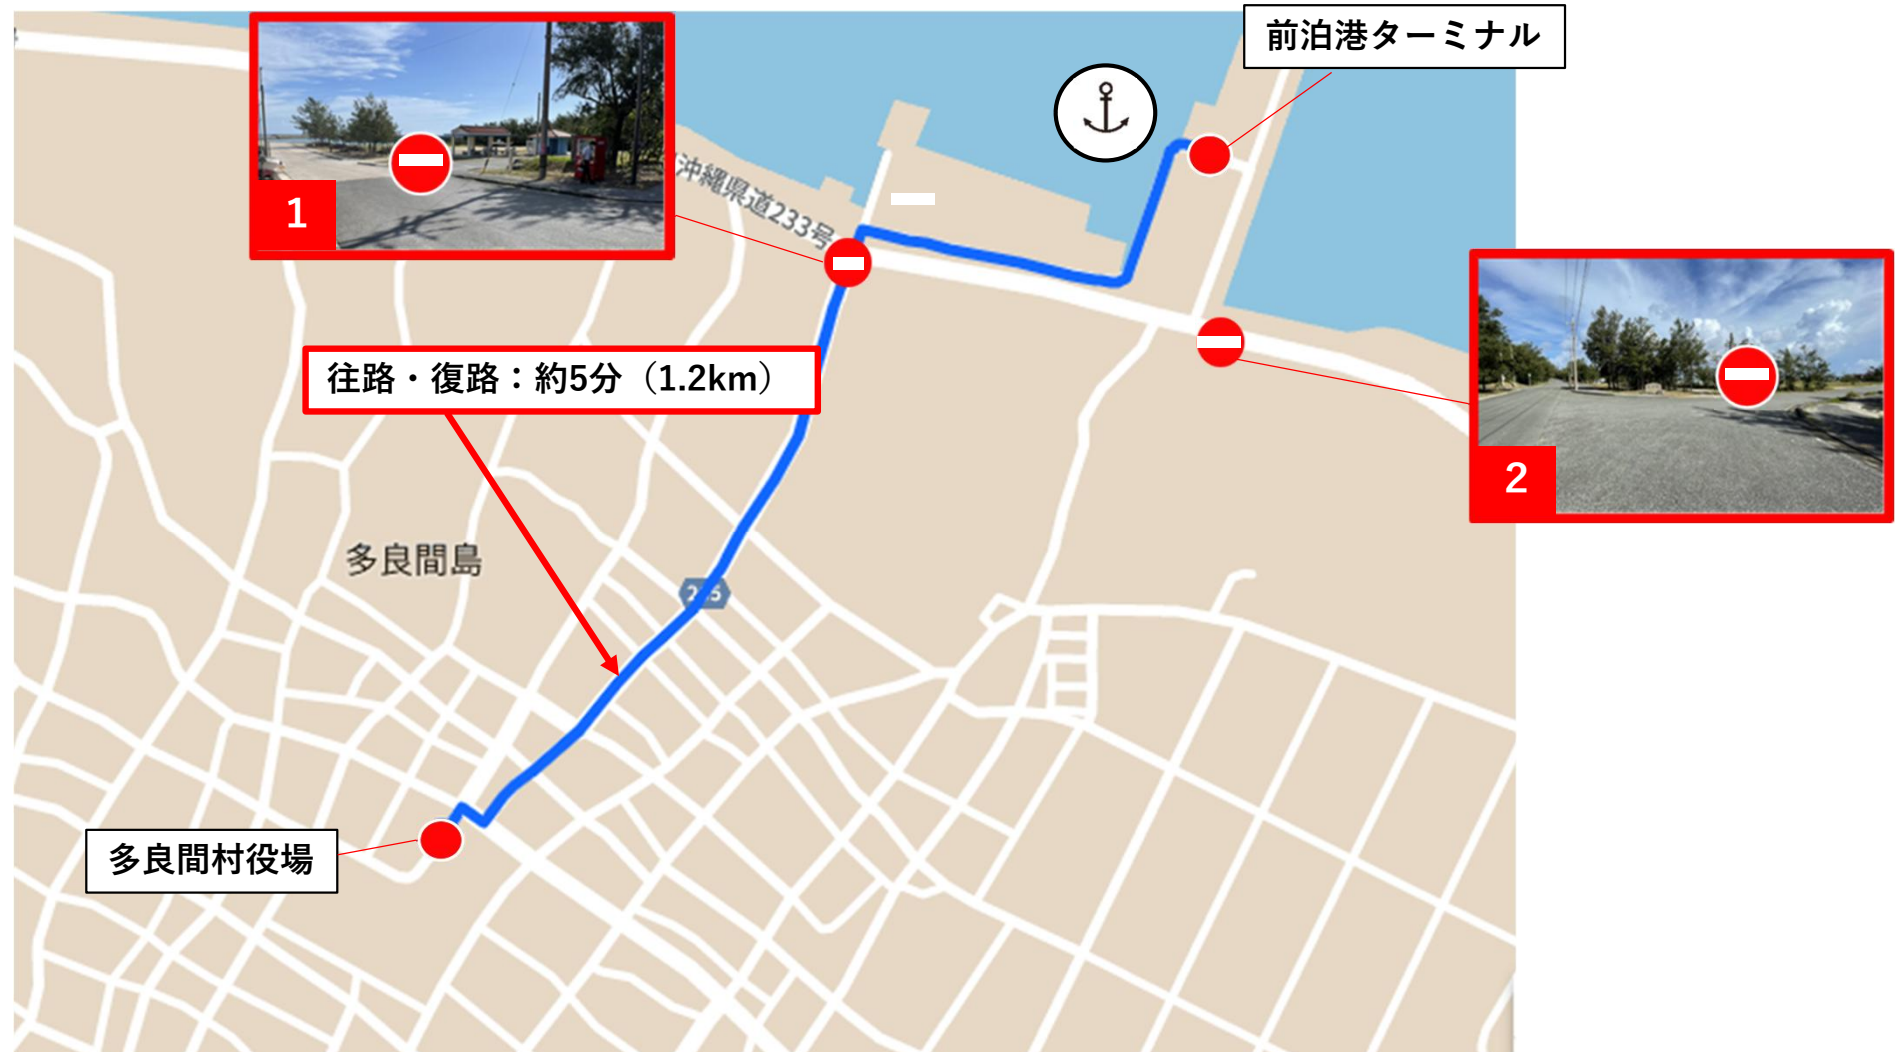 前泊港ターミナル
1
沖縄県道233号
2
往路・復路：約5分（1.2km）
多良間島
多良間村役場